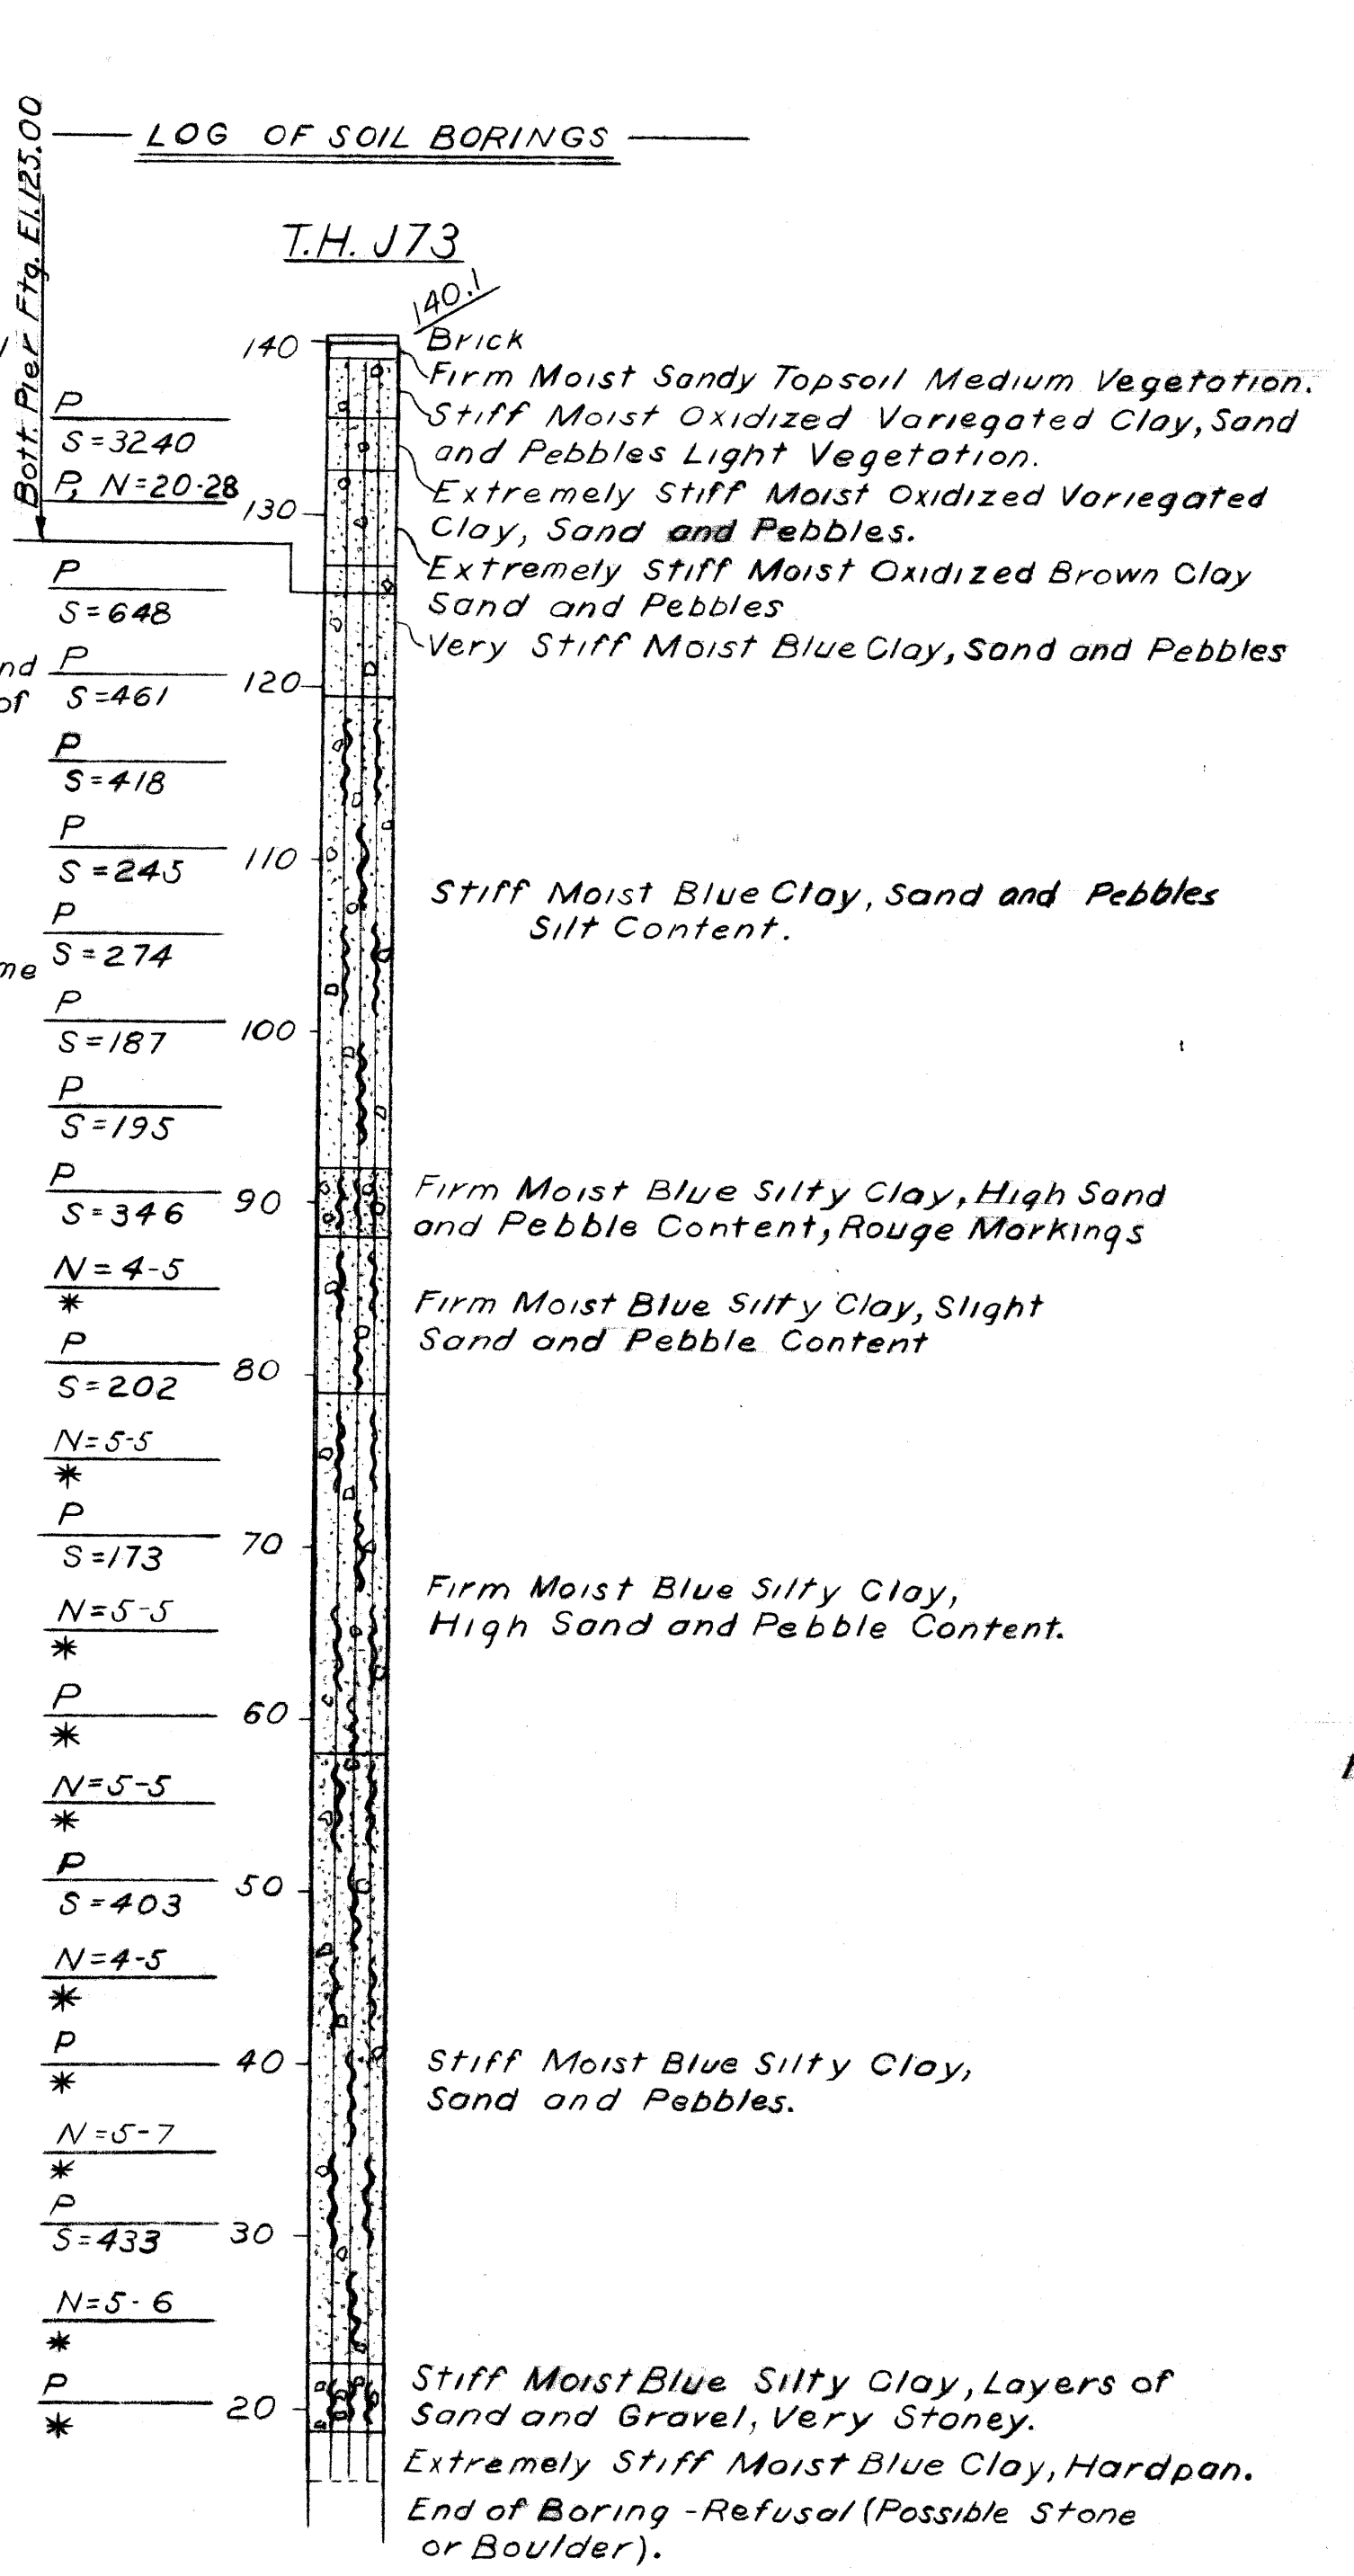 LOG OF SOIL BORINGS
Bott. Pier Ftg. El. 125.00
T.H. J73
140.1
140
Brick
Firm Moist Sandy Topsoil Medium Vegetation.
P
Stiff Moist Oxidized Variegated Clay, Sand
S=3240
and Pebbles Light Vegetation.
P, N=20-28
Extremely Stiff Moist Oxidized Variegated
130
Clay, Sand and Pebbles.
P
Extremely Stiff Moist Oxidized Brown Clay
S=648
Sand and Pebbles
nd
P
Very Stiff Moist Blue Clay, Sand and Pebbles
of
S=461
120
P
S=418
P
110
S=245
Stiff Moist Blue Clay, Sand and Pebbles
P
Silt Content.
S=274
me
P
100
S=187
P
S=195
P
90
Firm Moist Blue Silty Clay, High Sand
S=346
and Pebble Content, Rouge Markings
N=4-5
*
Firm Moist Blue Silty Clay, Slight
P
Sand and Pebble Content
80
S=202
N=5-5
*
P
70
S=173
Firm Moist Blue Silty Clay,
N=5-5
High Sand and Pebble Content.
*
P
60
*
N=5-5
*
P
50
S=403
N=4-5
*
P
40
Stiff Moist Blue Silty Clay,
*
Sand and Pebbles.
N=5-7
*
P
30
S=433
N=5-6
*
P
Stiff Moist Blue Silty Clay, Layers of
20
Sand and Gravel, Very Stoney.
*
Extremely Stiff Moist Blue Clay, Hardpan.
End of Boring - Refusal (Possible Stone
or Boulder).